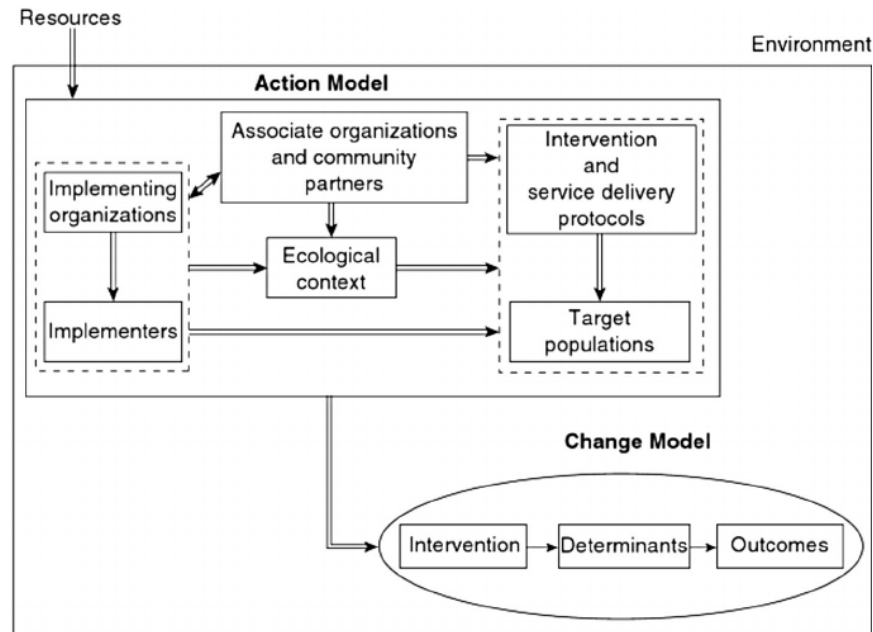 Resources
Environment
Action Model
Associate organizations
and community
partners
Intervention
and
service delivery
protocols
Implementing
organizations
Ecological
context
Implementers
Target
populations
Change Model
Intervention
Determinants
Outcomes